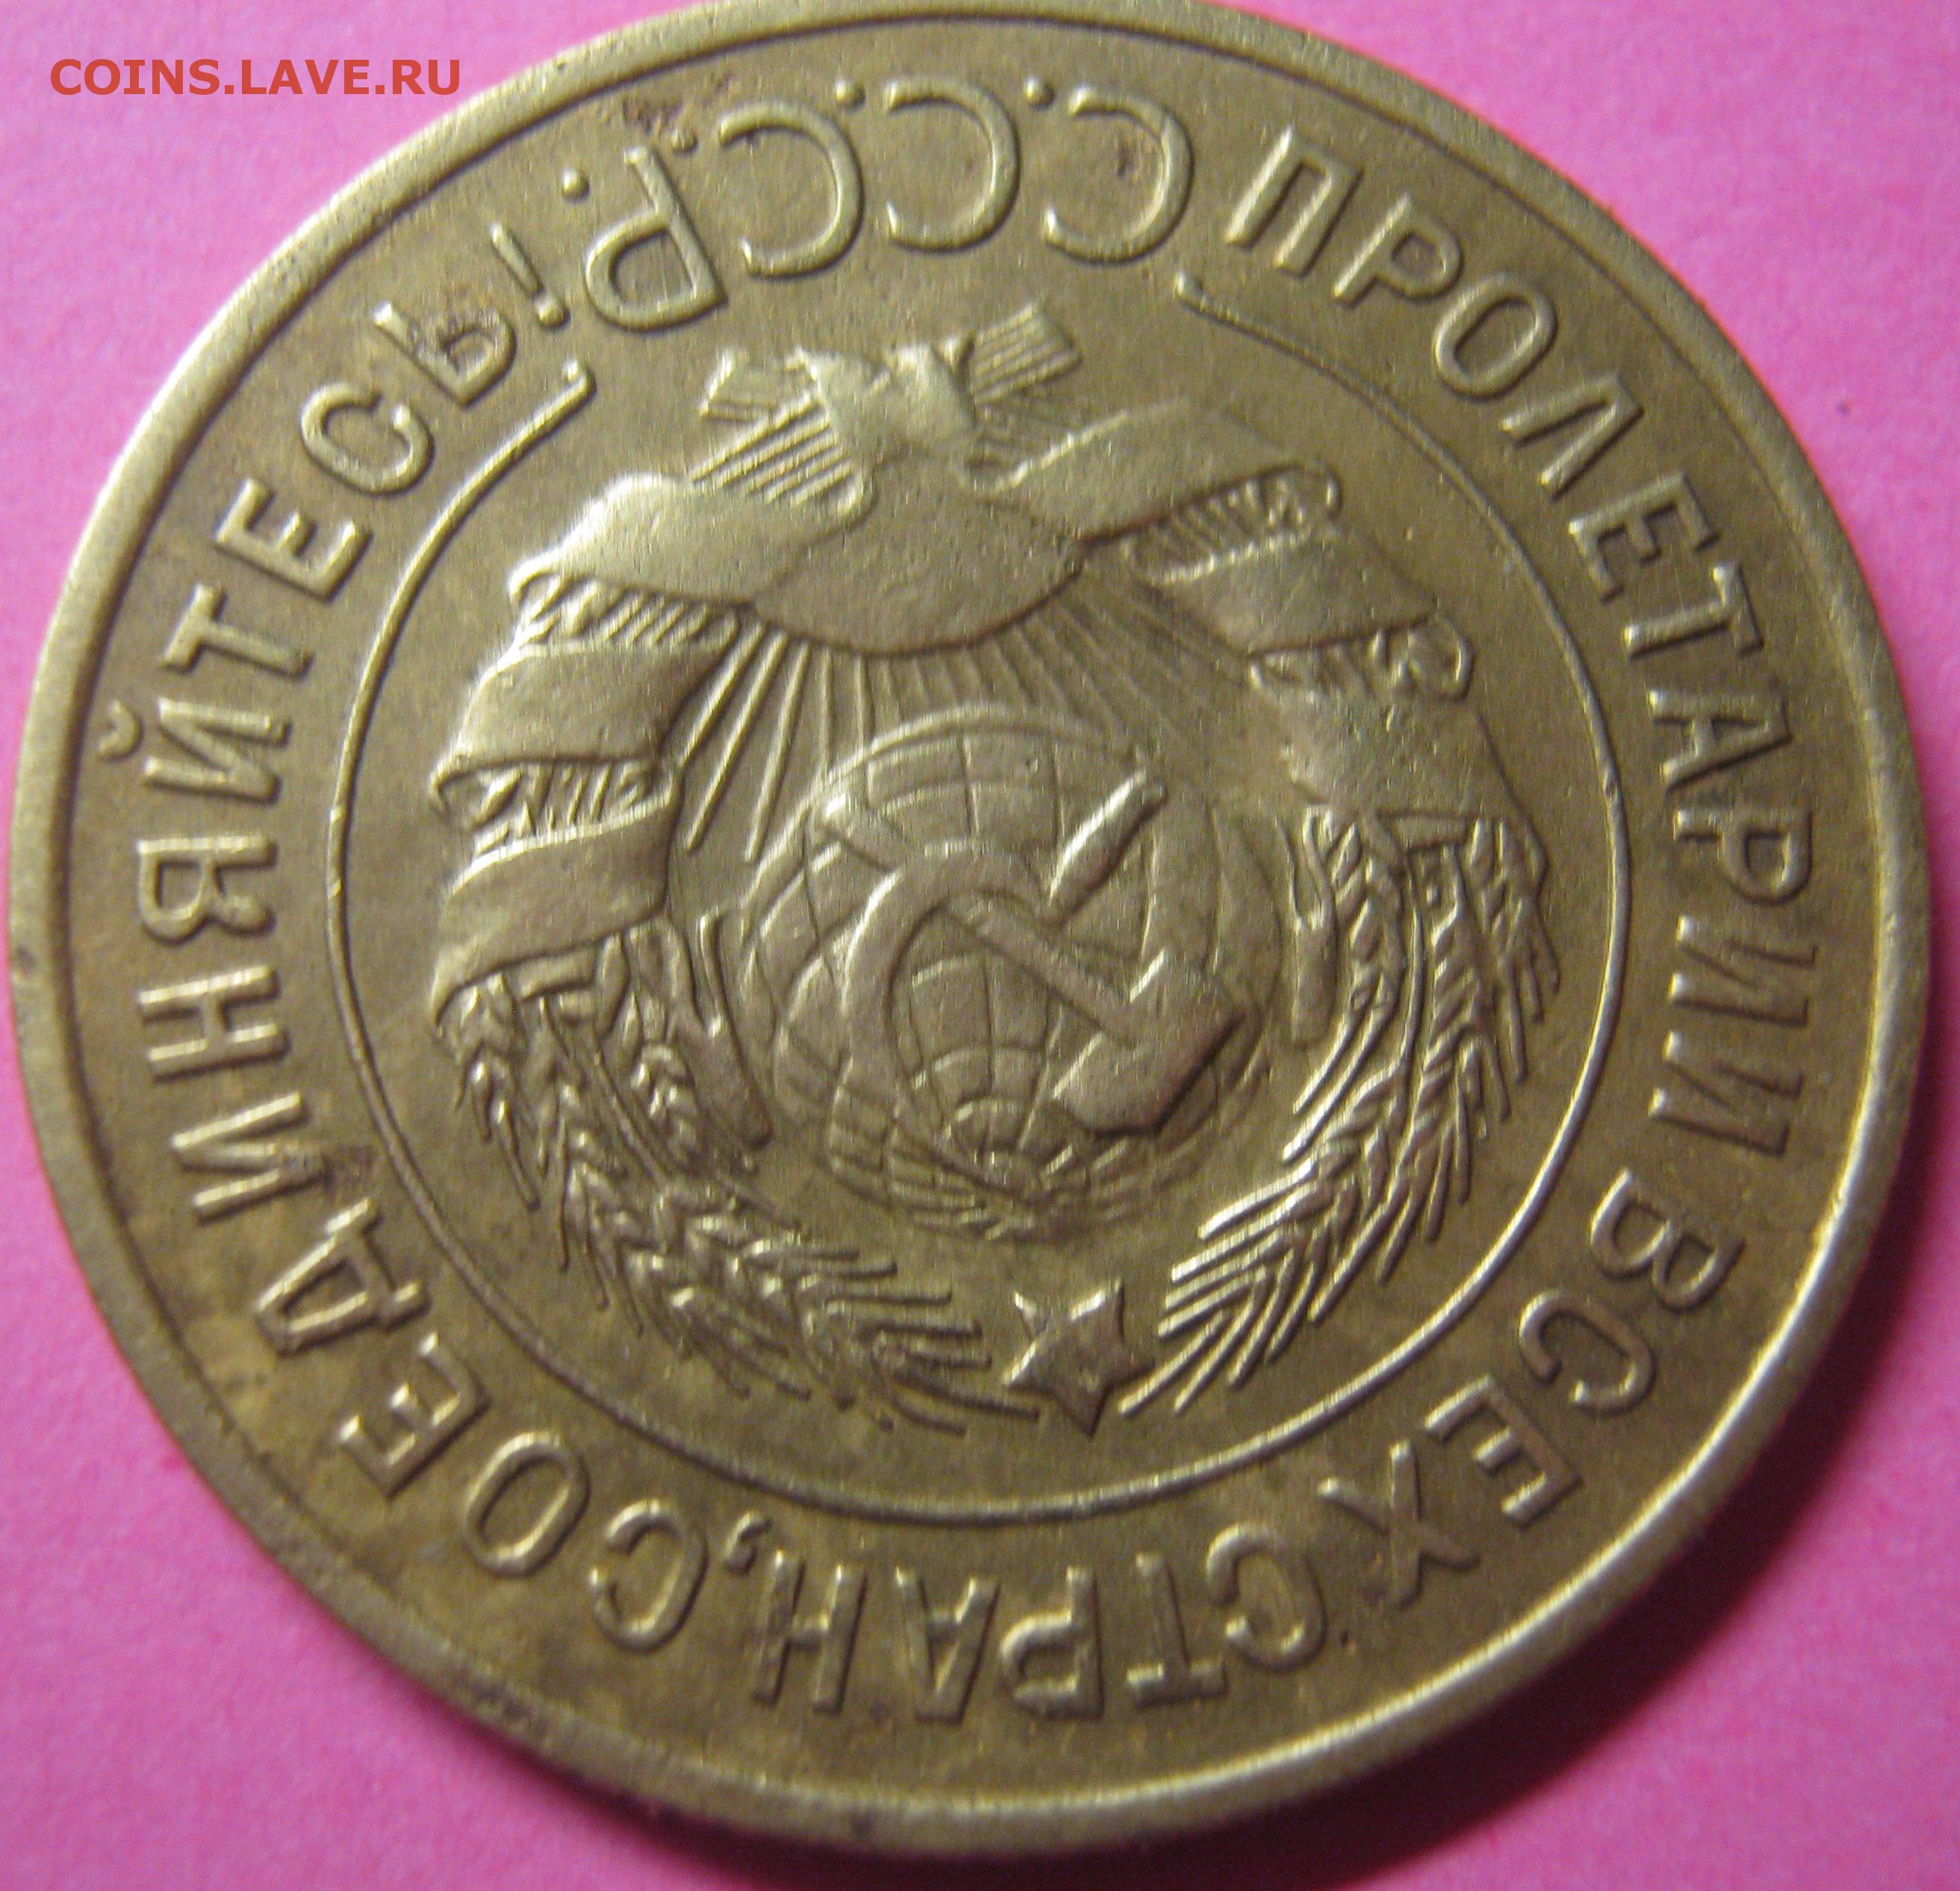 COINS.LAVE.RU
ПРОЛЕТАРИИ ВСЕХ СТРАН, СОЕДИНЯЙТЕСЬ!
С.С.С.Р.